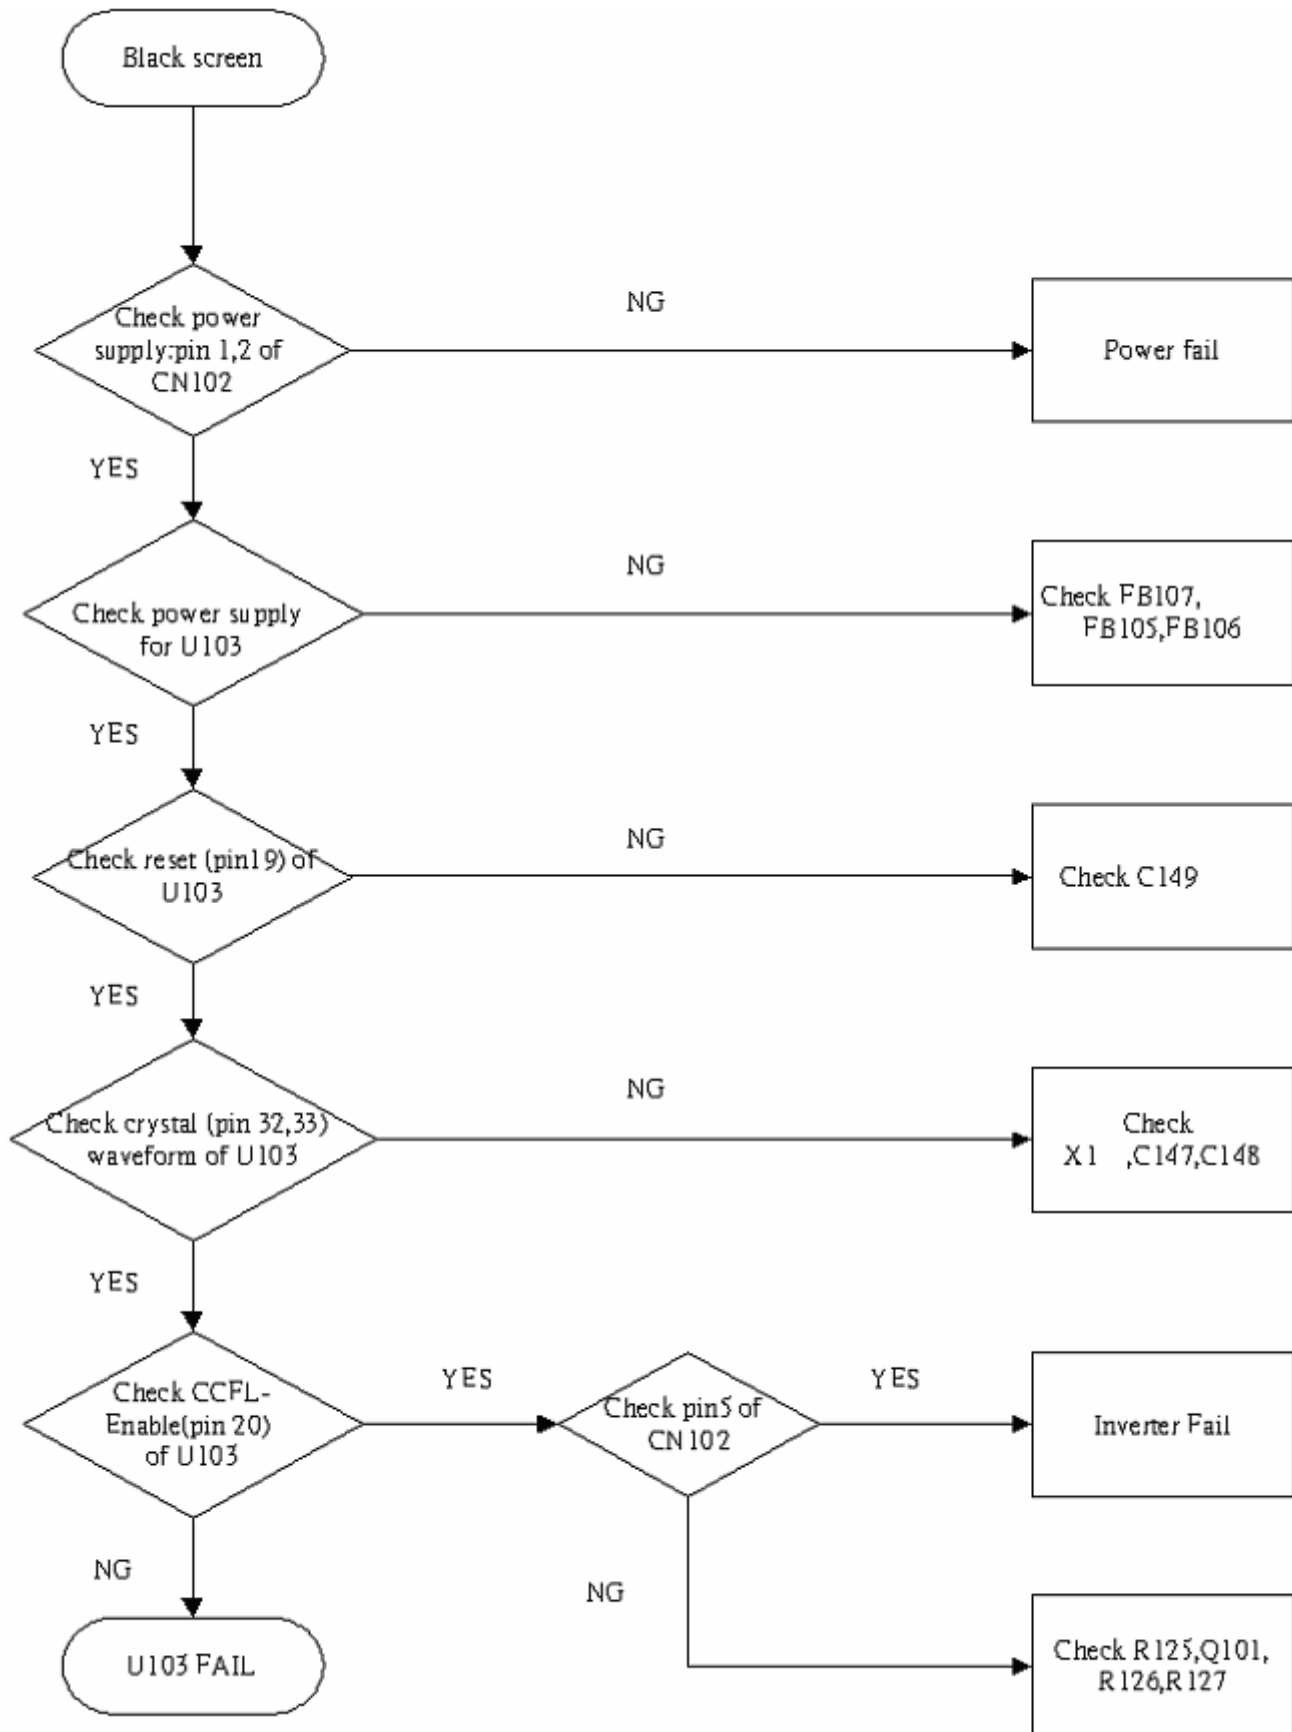 Black screen
NG
Check power
supply:pin 1,2 of
CN102
Power fail
YES
NG
Check power supply
for U103
Check FB107,
FB105,FB106
YES
NG
Check reset (pin19) of
U103
Check C149
YES
NG
Check crystal (pin 32,33)
waveform of U103
Check
X1 ,C147,C148
YES
Check CCFL-
Enable(pin 20)
of U103
YES
Check pin5 of
CN102
YES
Inverter Fail
NG
NG
U103 FAIL
Check R125,Q101,
R126,R127